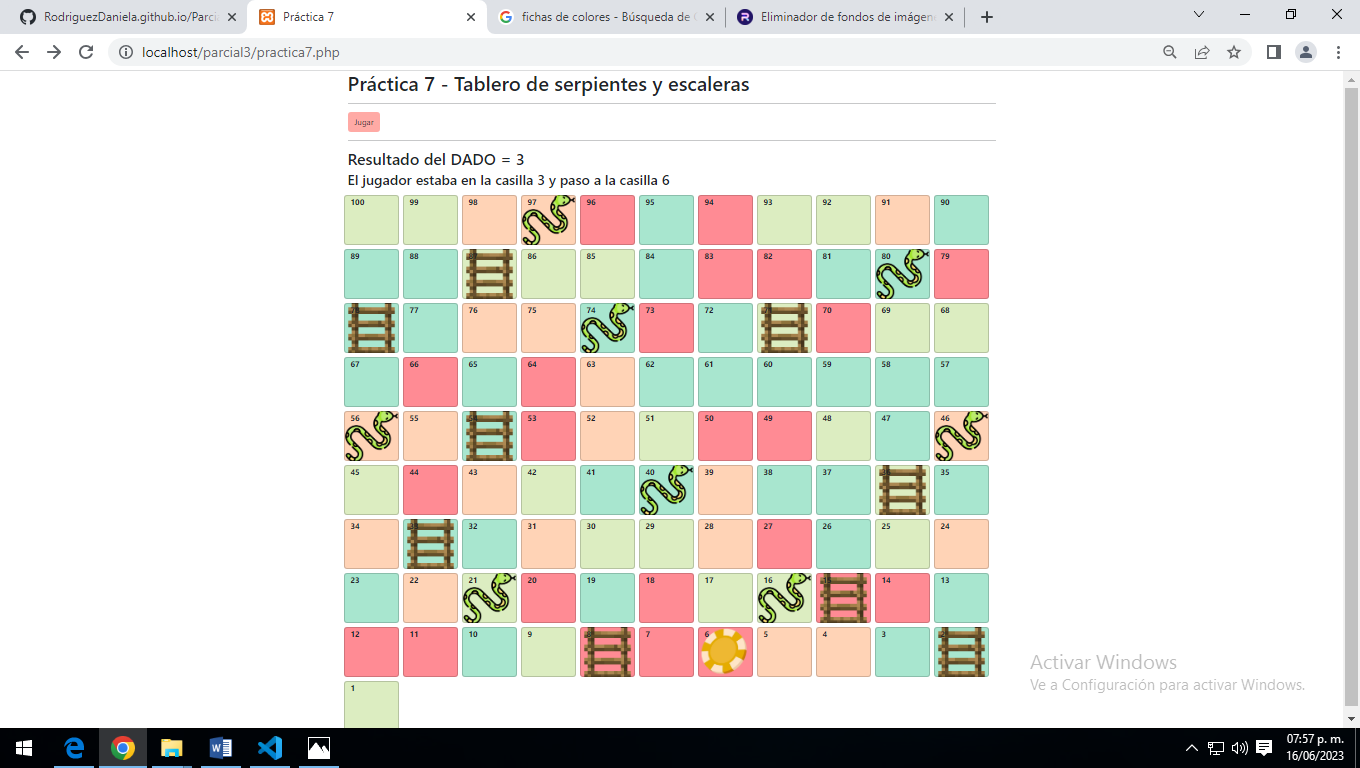 RodriguezDaniela.github.io/Parcia
Práctica 7
fichas de colores - Búsqueda de G
Eliminador de fondos de imágene
localhost/parcial3/practica7.php
Práctica 7 - Tablero de serpientes y escaleras
Jugar
Resultado del DADO = 3
El jugador estaba en la casilla 3 y paso a la casilla 6
100 99 98 97 96 95 94 93 92 91 90
89 88 86 85 84 83 82 81 80 79
77 76 75 74 73 72 70 69 68
67 66 65 64 63 62 61 60 59 58 57
56 55 53 52 51 50 49 48 47 46
45 44 43 42 41 40 39 38 37 35
34 32 31 30 29 28 27 26 25 24
23 22 21 20 19 18 17 16 14 13
12 11 10 9 7 6 5 4 3
1
Activar Windows
Ve a Configuración para activar Windows.
07:57 p. m.
16/06/2023